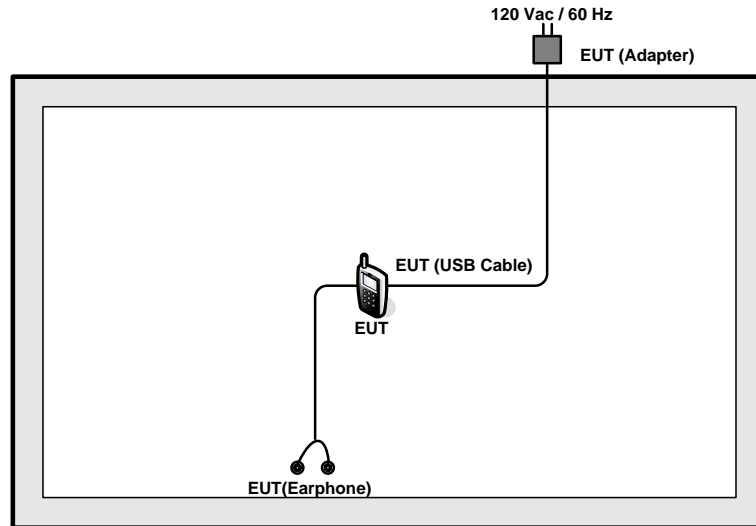 120 Vac / 60 Hz
EUT (Adapter)
EUT (USB Cable)
EUT
EUT(Earphone)